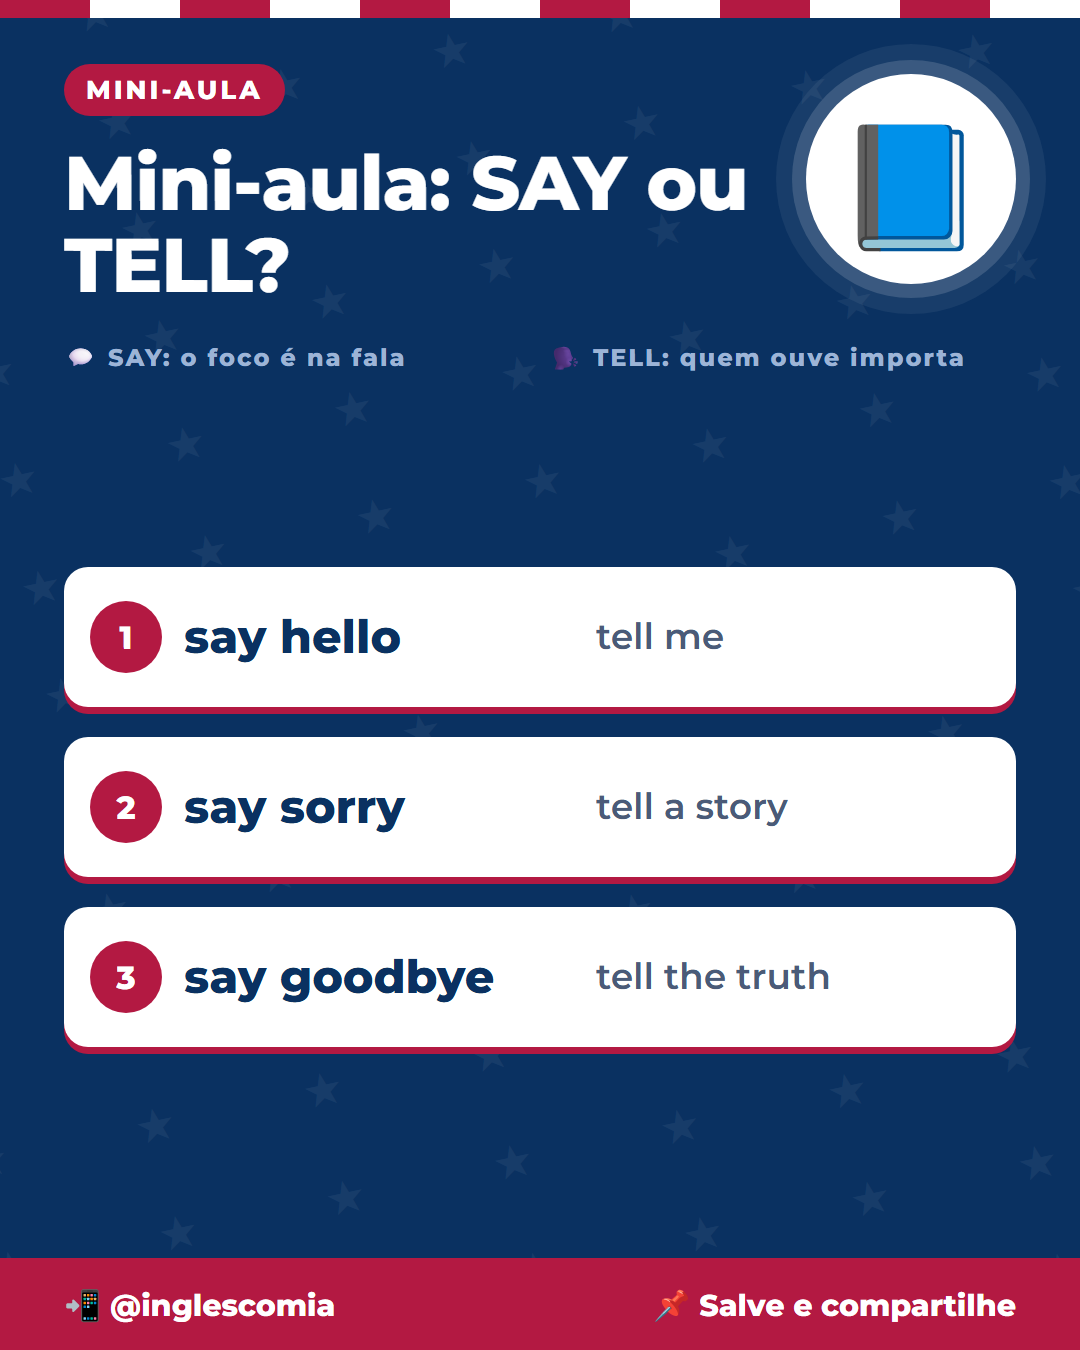 MINI-AULA
Mini-aula: SAY ou
TELL?
SAY: o foco é na fala
TELL: quem ouve importa
1 say hello tell me
2 say sorry tell a story
3 say goodbye tell the truth
@inglescomia
Salve e compartilhe